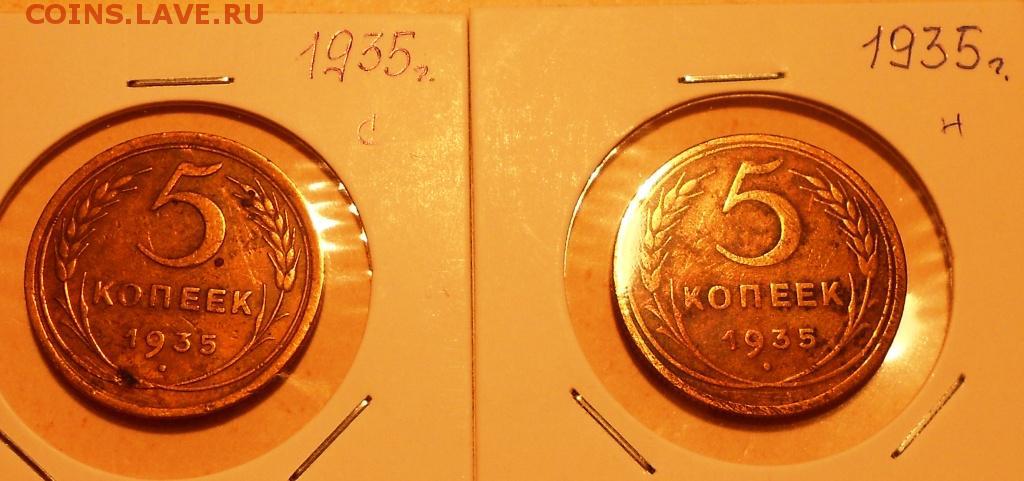 COINS.LAVE.RU
1935г.
с
5
КОПЕЕК
1935
1935г.
н
5
КОПЕЕК
1935